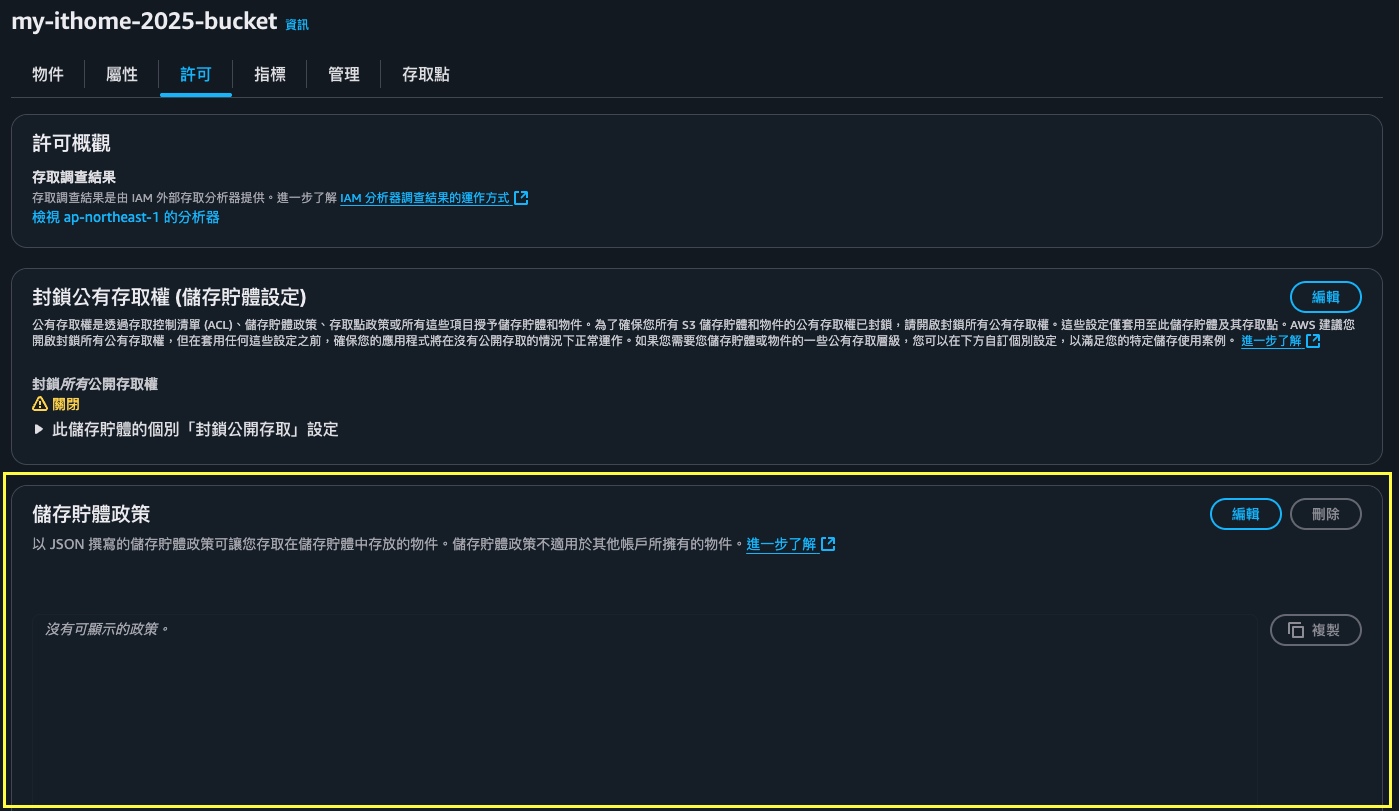 my-ithome-2025-bucket 資訊
物件 屬性 許可 指標 管理 存取點
許可概觀
存取調查結果
存取調查結果是由 IAM 外部存取分析器提供。進一步了解 IAM 分析器調查結果的運作方式
檢視 ap-northeast-1 的分析器
封鎖公有存取權 (儲存貯體設定) 編輯
公有存取權是透過存取控制清單 (ACL)、儲存貯體政策、存取點政策或所有這些項目授予儲存貯體和物件。為了確保您所有 S3 儲存貯體和物件的公有存取權已封鎖，請開啟封鎖所有公有存取權。這些設定僅套用至此儲存貯體及其存取點。AWS 建議您
開啟封鎖所有公有存取權，但在套用任何這些設定之前，確保您的應用程式將在沒有公開存取的情況下正常運作。如果您需要您儲存貯體或物件的一些公有存取層級，您可以在下方自訂個別設定，以滿足您的特定儲存使用案例。 進一步了解
封鎖所有公開存取權
關閉
此儲存貯體的個別「封鎖公開存取」設定
儲存貯體政策 編輯 刪除
以 JSON 撰寫的儲存貯體政策可讓您存取在儲存貯體中存放的物件。儲存貯體政策不適用於其他帳戶所擁有的物件。進一步了解
沒有可顯示的政策。 複製